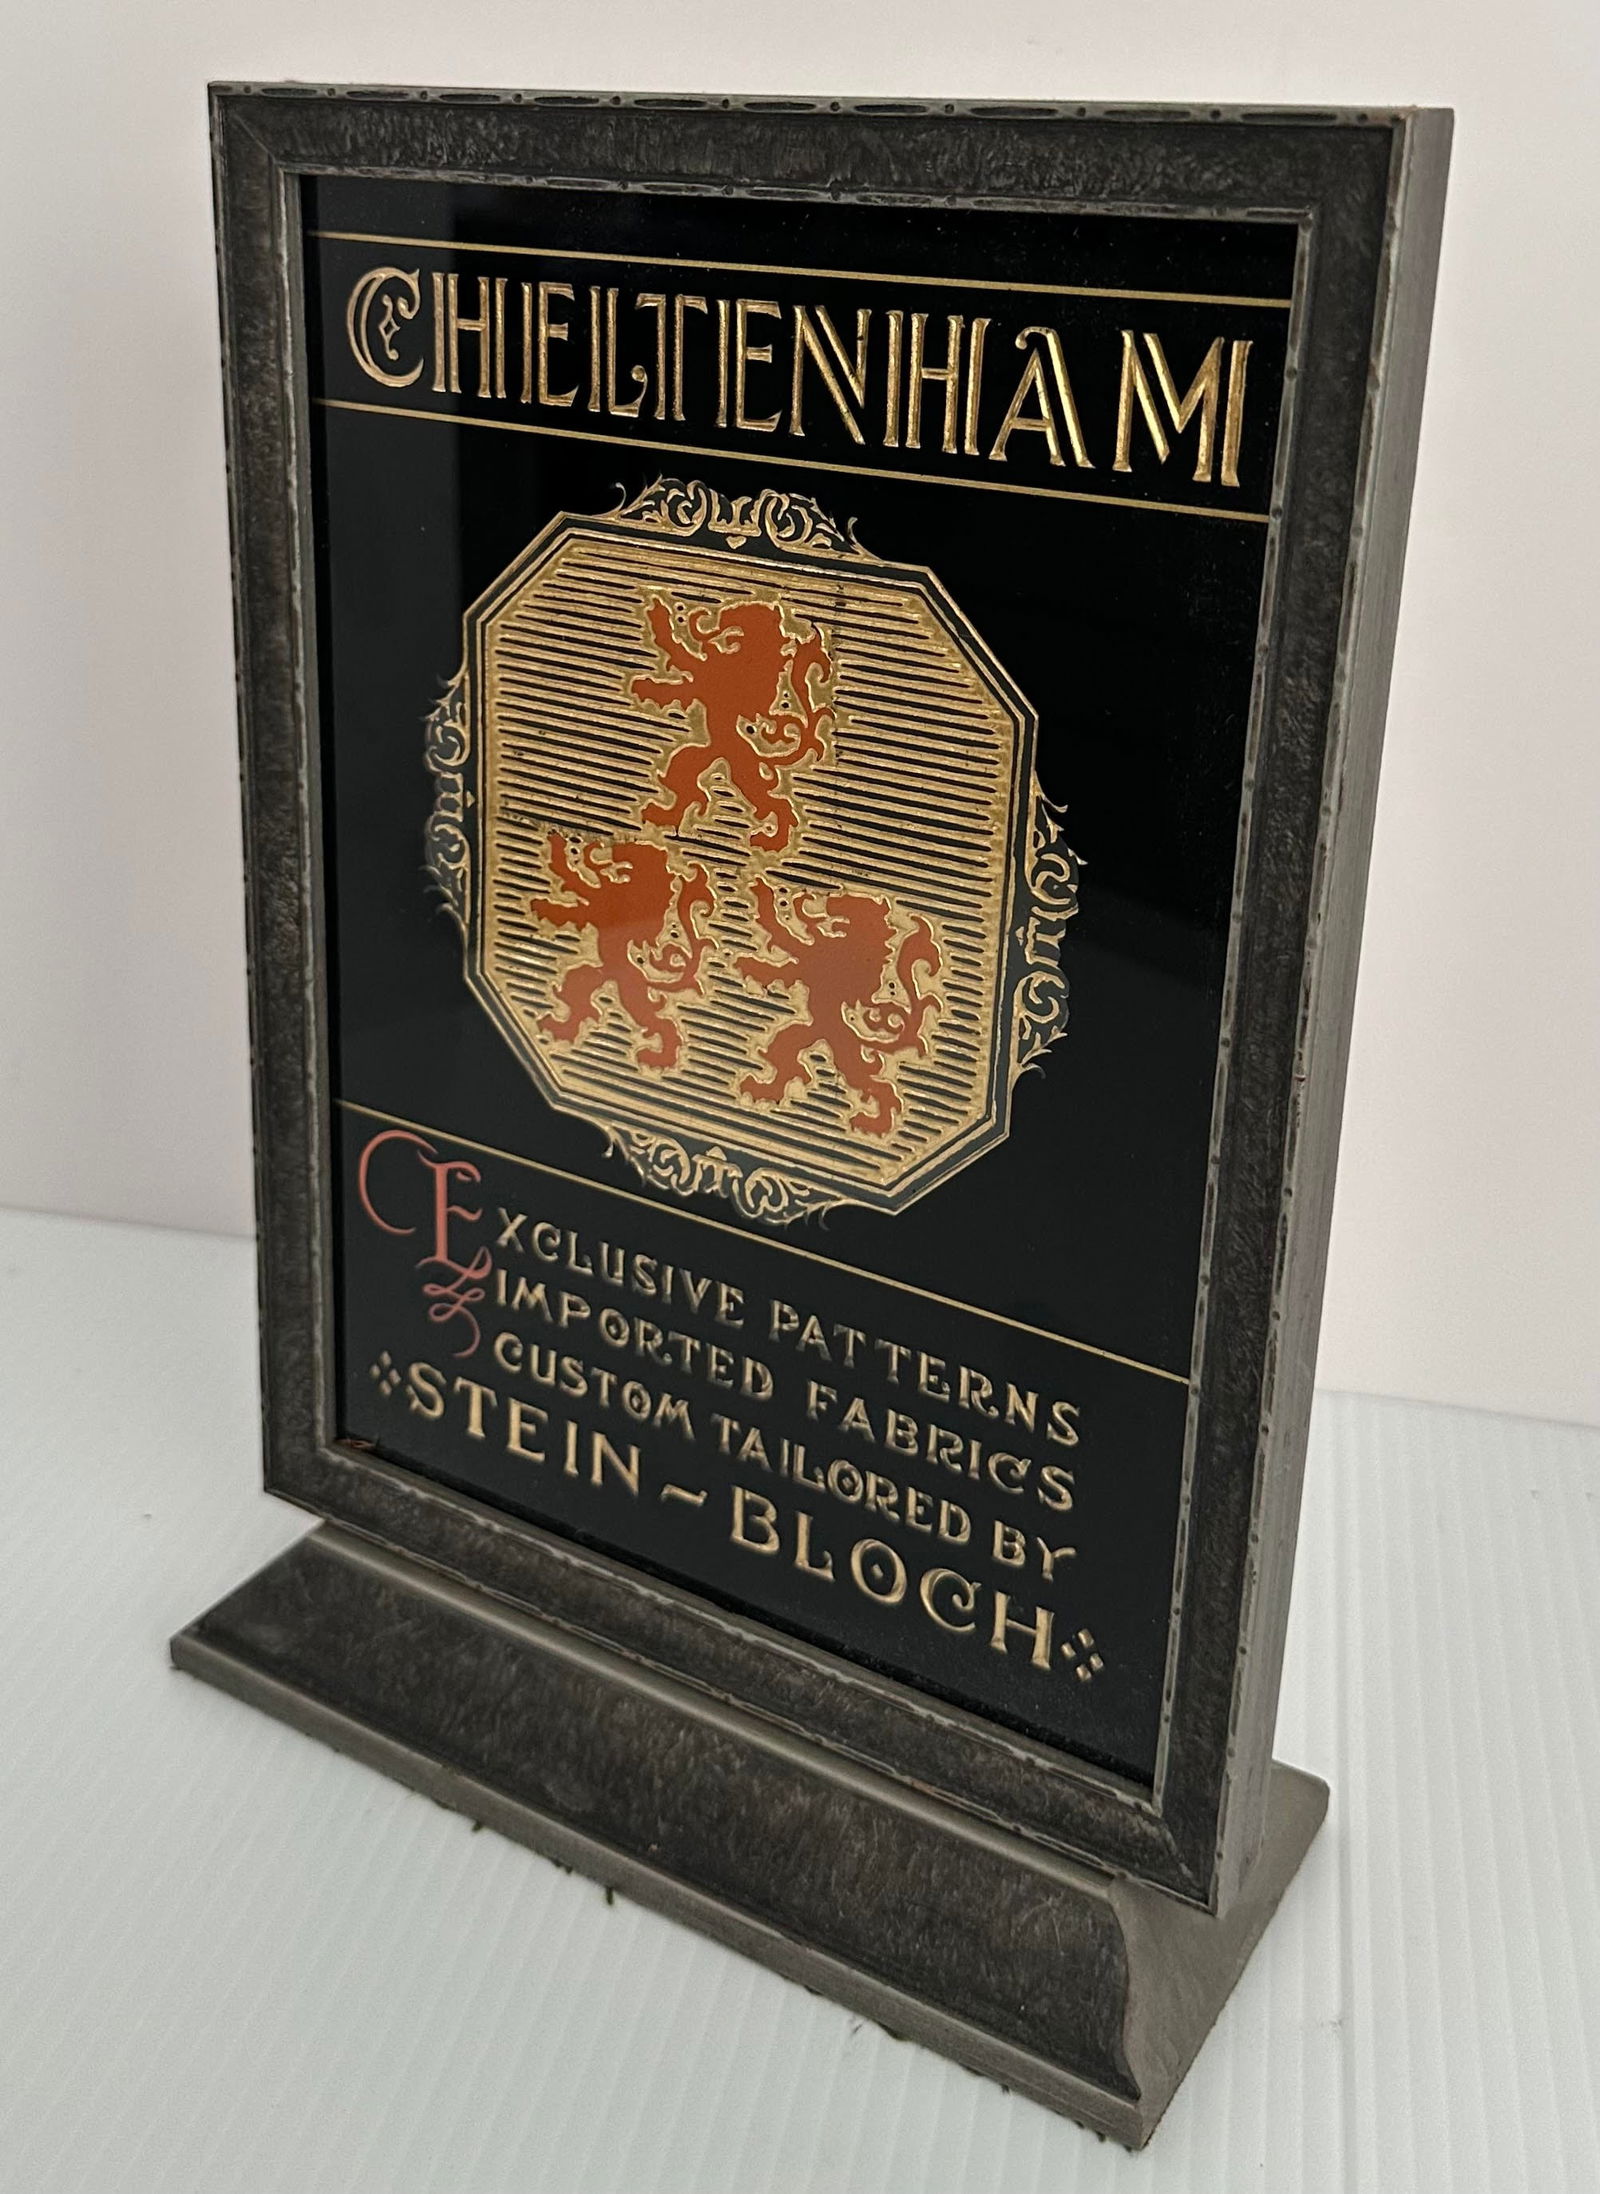 CHELTENHAM
EXCLUSIVE PATTERNS
IMPORTED FABRICS
CUSTOM TAILORED BY
STEIN~BLOCH